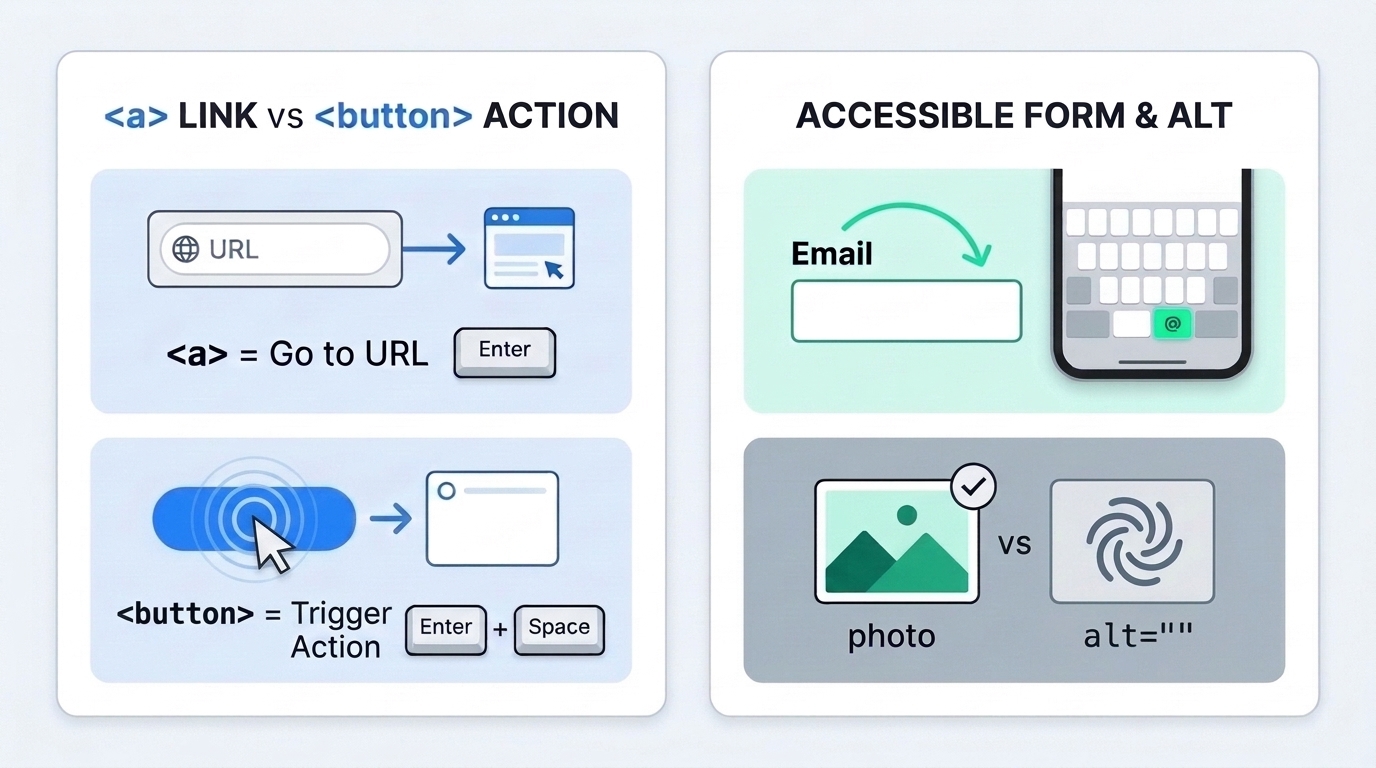 <a> LINK vs <button> ACTION
URL
<a> = Go to URL
Enter
<button> = Trigger
Action
Enter + Space
ACCESSIBLE FORM & ALT
Email
@
photo
vs
alt=""